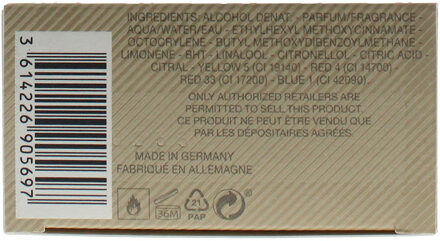 INGREDIENTS: ALCOHOL DENAT. - PARFUM/FRAGRANCE -
AQUA/WATER/EAU - ETHYLHEXYL METHOXYCINNAMATE -
OCTOCRYLENE - BUTYL METHOXYDIBENZOYLMETHANE -
LIMONENE - BHT - LINALOOL - CITRONELLOL - CITRIC ACID -
CITRAL - YELLOW 5 (CI 19140) - RED 4 (CI 14700)
RED 33 (CI 17200) - BLUE 1 (CI 42090).
ONLY AUTHORIZED RETAILERS ARE
PERMITTED TO SELL THIS PRODUCT.
CE PRODUIT NE PEUT ÊTRE VENDU QUE
PAR LES DÉPOSITAIRES AGRÉÉS.
MADE IN GERMANY
FABRIQUÉ EN ALLEMAGNE
36M
21
PAP
3 614226 905697